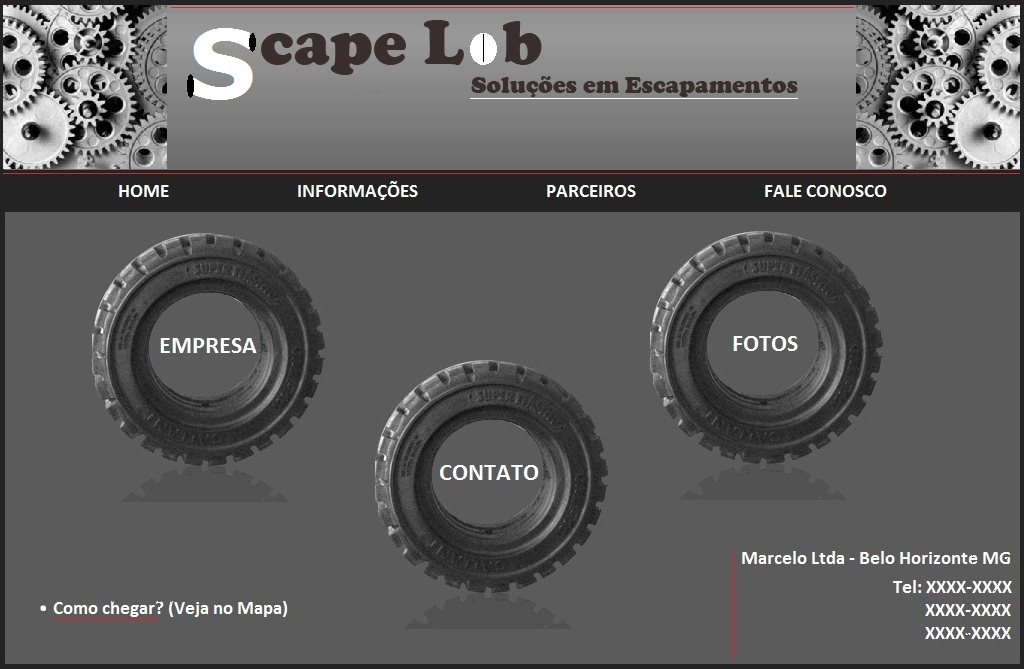 Scape Lob
Soluções em Escapamentos
HOME INFORMAÇÕES PARCEIROS FALE CONOSCO
EMPRESA
FOTOS
CONTATO
Marcelo Ltda - Belo Horizonte MG
Tel: XXXX-XXXX
XXXX-XXXX
XXXX-XXXX
• Como chegar? (Veja no Mapa)